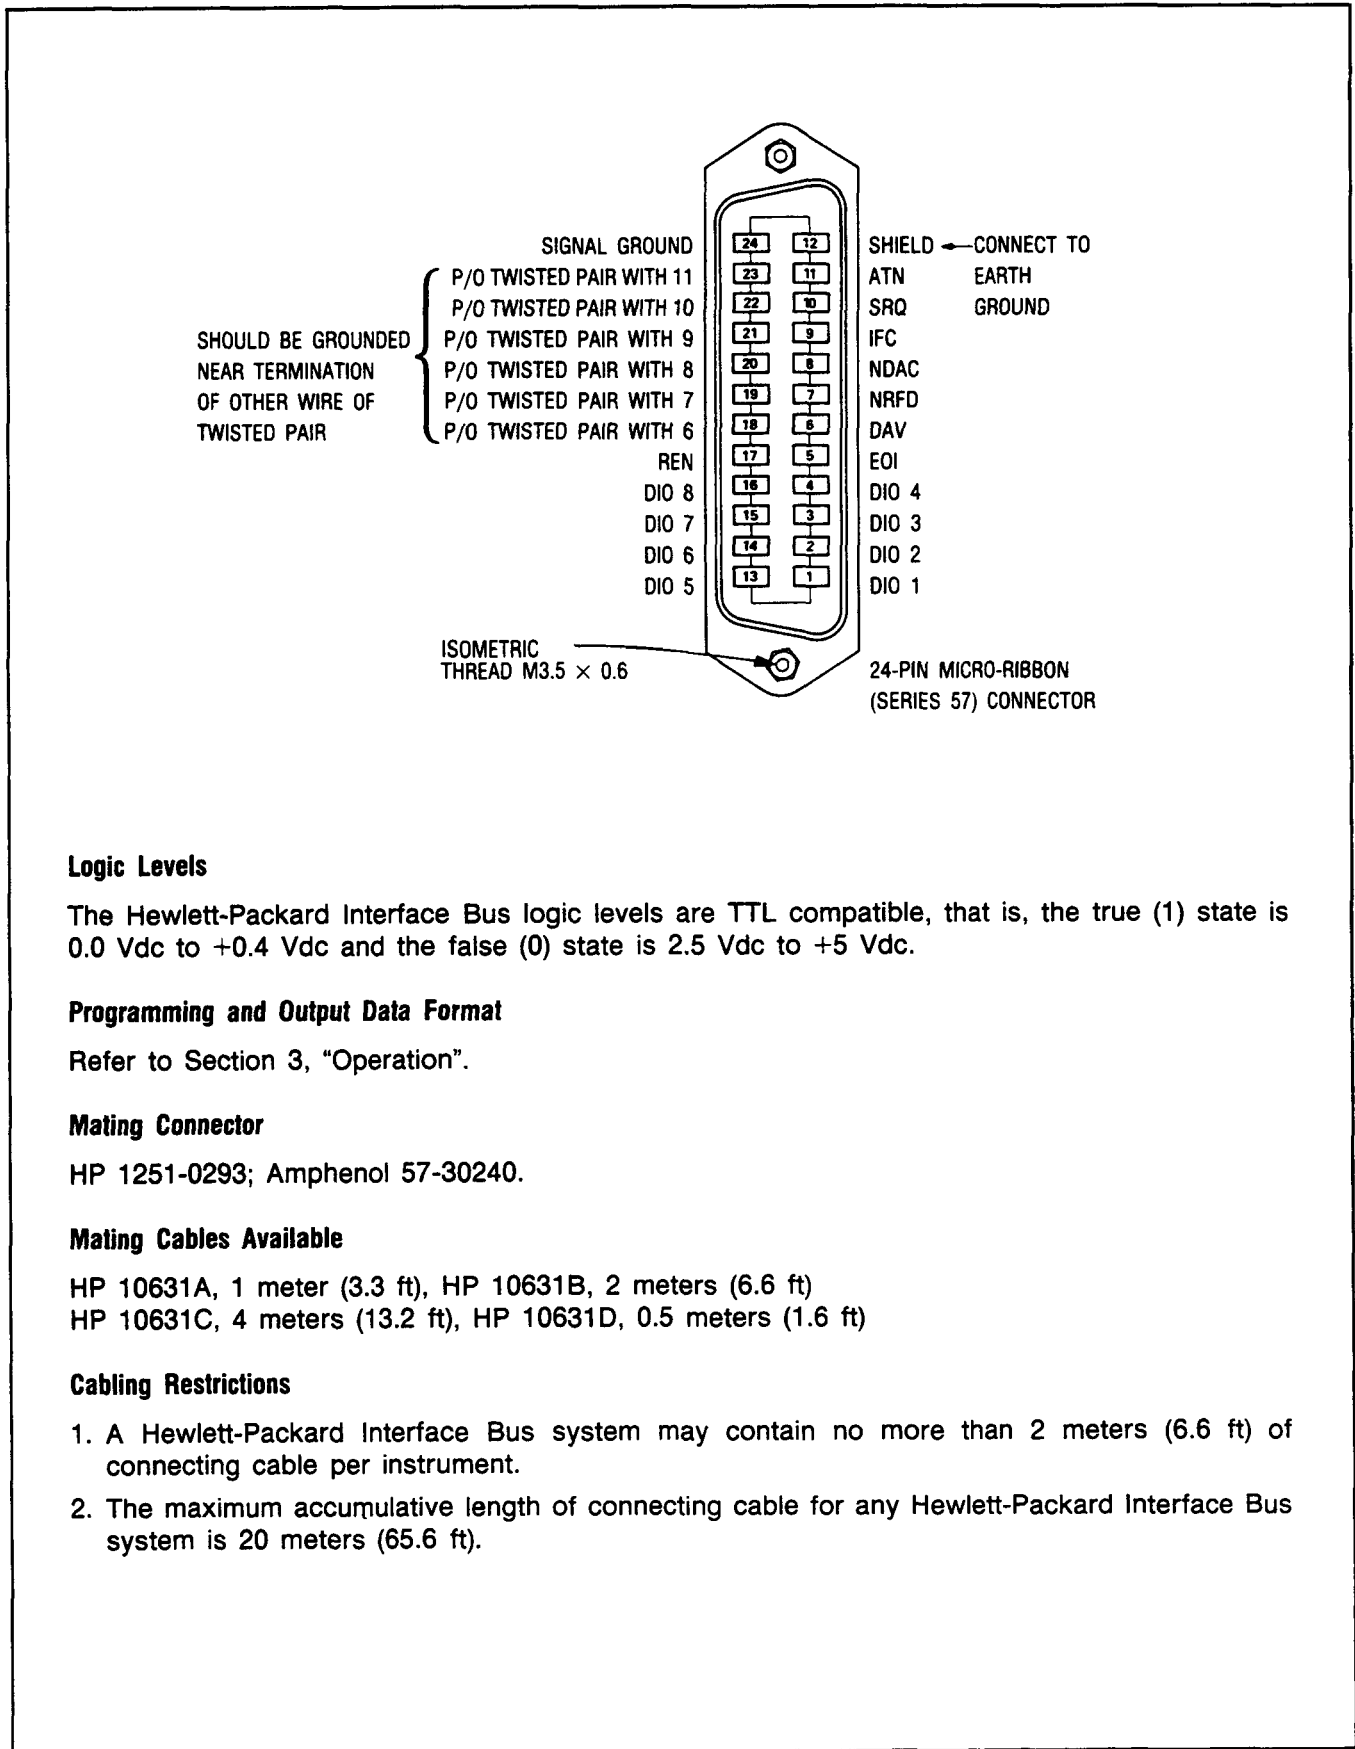 SIGNAL GROUND 24 12 SHIELD ←CONNECT TO
P/O TWISTED PAIR WITH 11 23 11 ATN EARTH
P/O TWISTED PAIR WITH 10 22 10 SRQ GROUND
SHOULD BE GROUNDED P/O TWISTED PAIR WITH 9 21 9 IFC
NEAR TERMINATION P/O TWISTED PAIR WITH 8 20 8 NDAC
OF OTHER WIRE OF P/O TWISTED PAIR WITH 7 19 7 NRFD
TWISTED PAIR P/O TWISTED PAIR WITH 6 18 6 DAV
REN 17 5 EOI
DIO 8 16 4 DIO 4
DIO 7 15 3 DIO 3
DIO 6 14 2 DIO 2
DIO 5 13 1 DIO 1
ISOMETRIC
THREAD M3.5 × 0.6
24-PIN MICRO-RIBBON
(SERIES 57) CONNECTOR
Logic Levels
The Hewlett-Packard Interface Bus logic levels are TTL compatible, that is, the true (1) state is
0.0 Vdc to +0.4 Vdc and the false (0) state is 2.5 Vdc to +5 Vdc.
Programming and Output Data Format
Refer to Section 3, “Operation”.
Mating Connector
HP 1251-0293; Amphenol 57-30240.
Mating Cables Available
HP 10631A, 1 meter (3.3 ft), HP 10631B, 2 meters (6.6 ft)
HP 10631C, 4 meters (13.2 ft), HP 10631D, 0.5 meters (1.6 ft)
Cabling Restrictions
1. A Hewlett-Packard Interface Bus system may contain no more than 2 meters (6.6 ft) of
connecting cable per instrument.
2. The maximum accumulative length of connecting cable for any Hewlett-Packard Interface Bus
system is 20 meters (65.6 ft).